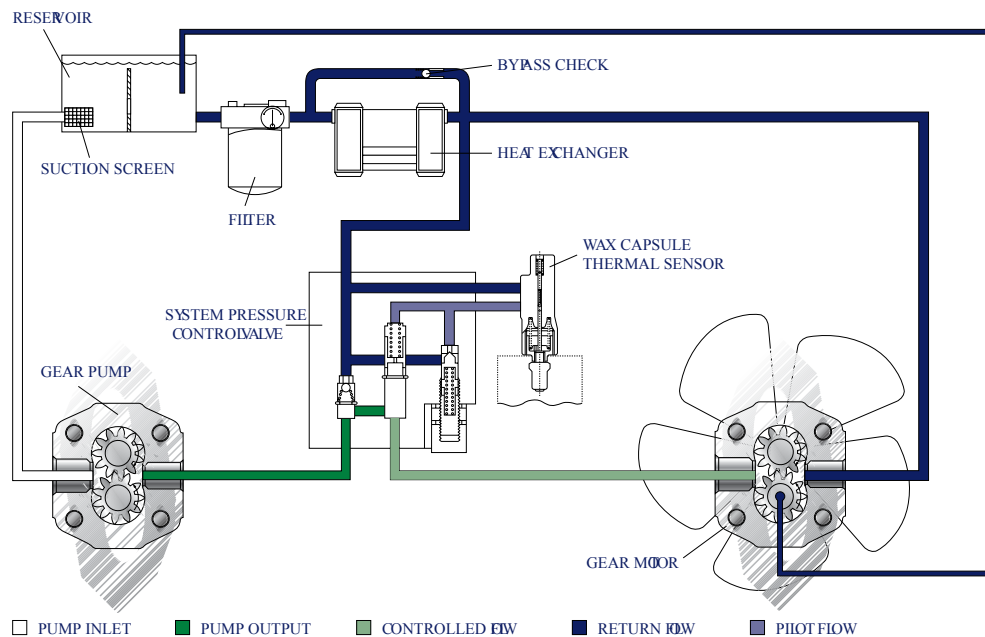 RESERVOIR
BYPASS CHECK
SUCTION SCREEN
HEAT EXCHANGER
FILTER
WAX CAPSULE
THERMAL SENSOR
SYSTEM PRESSURE
CONTROL VALVE
GEAR PUMP
GEAR MOTOR
PUMP INLET
PUMP OUTPUT
CONTROLLED FLOW
RETURN FLOW
PILOT FLOW